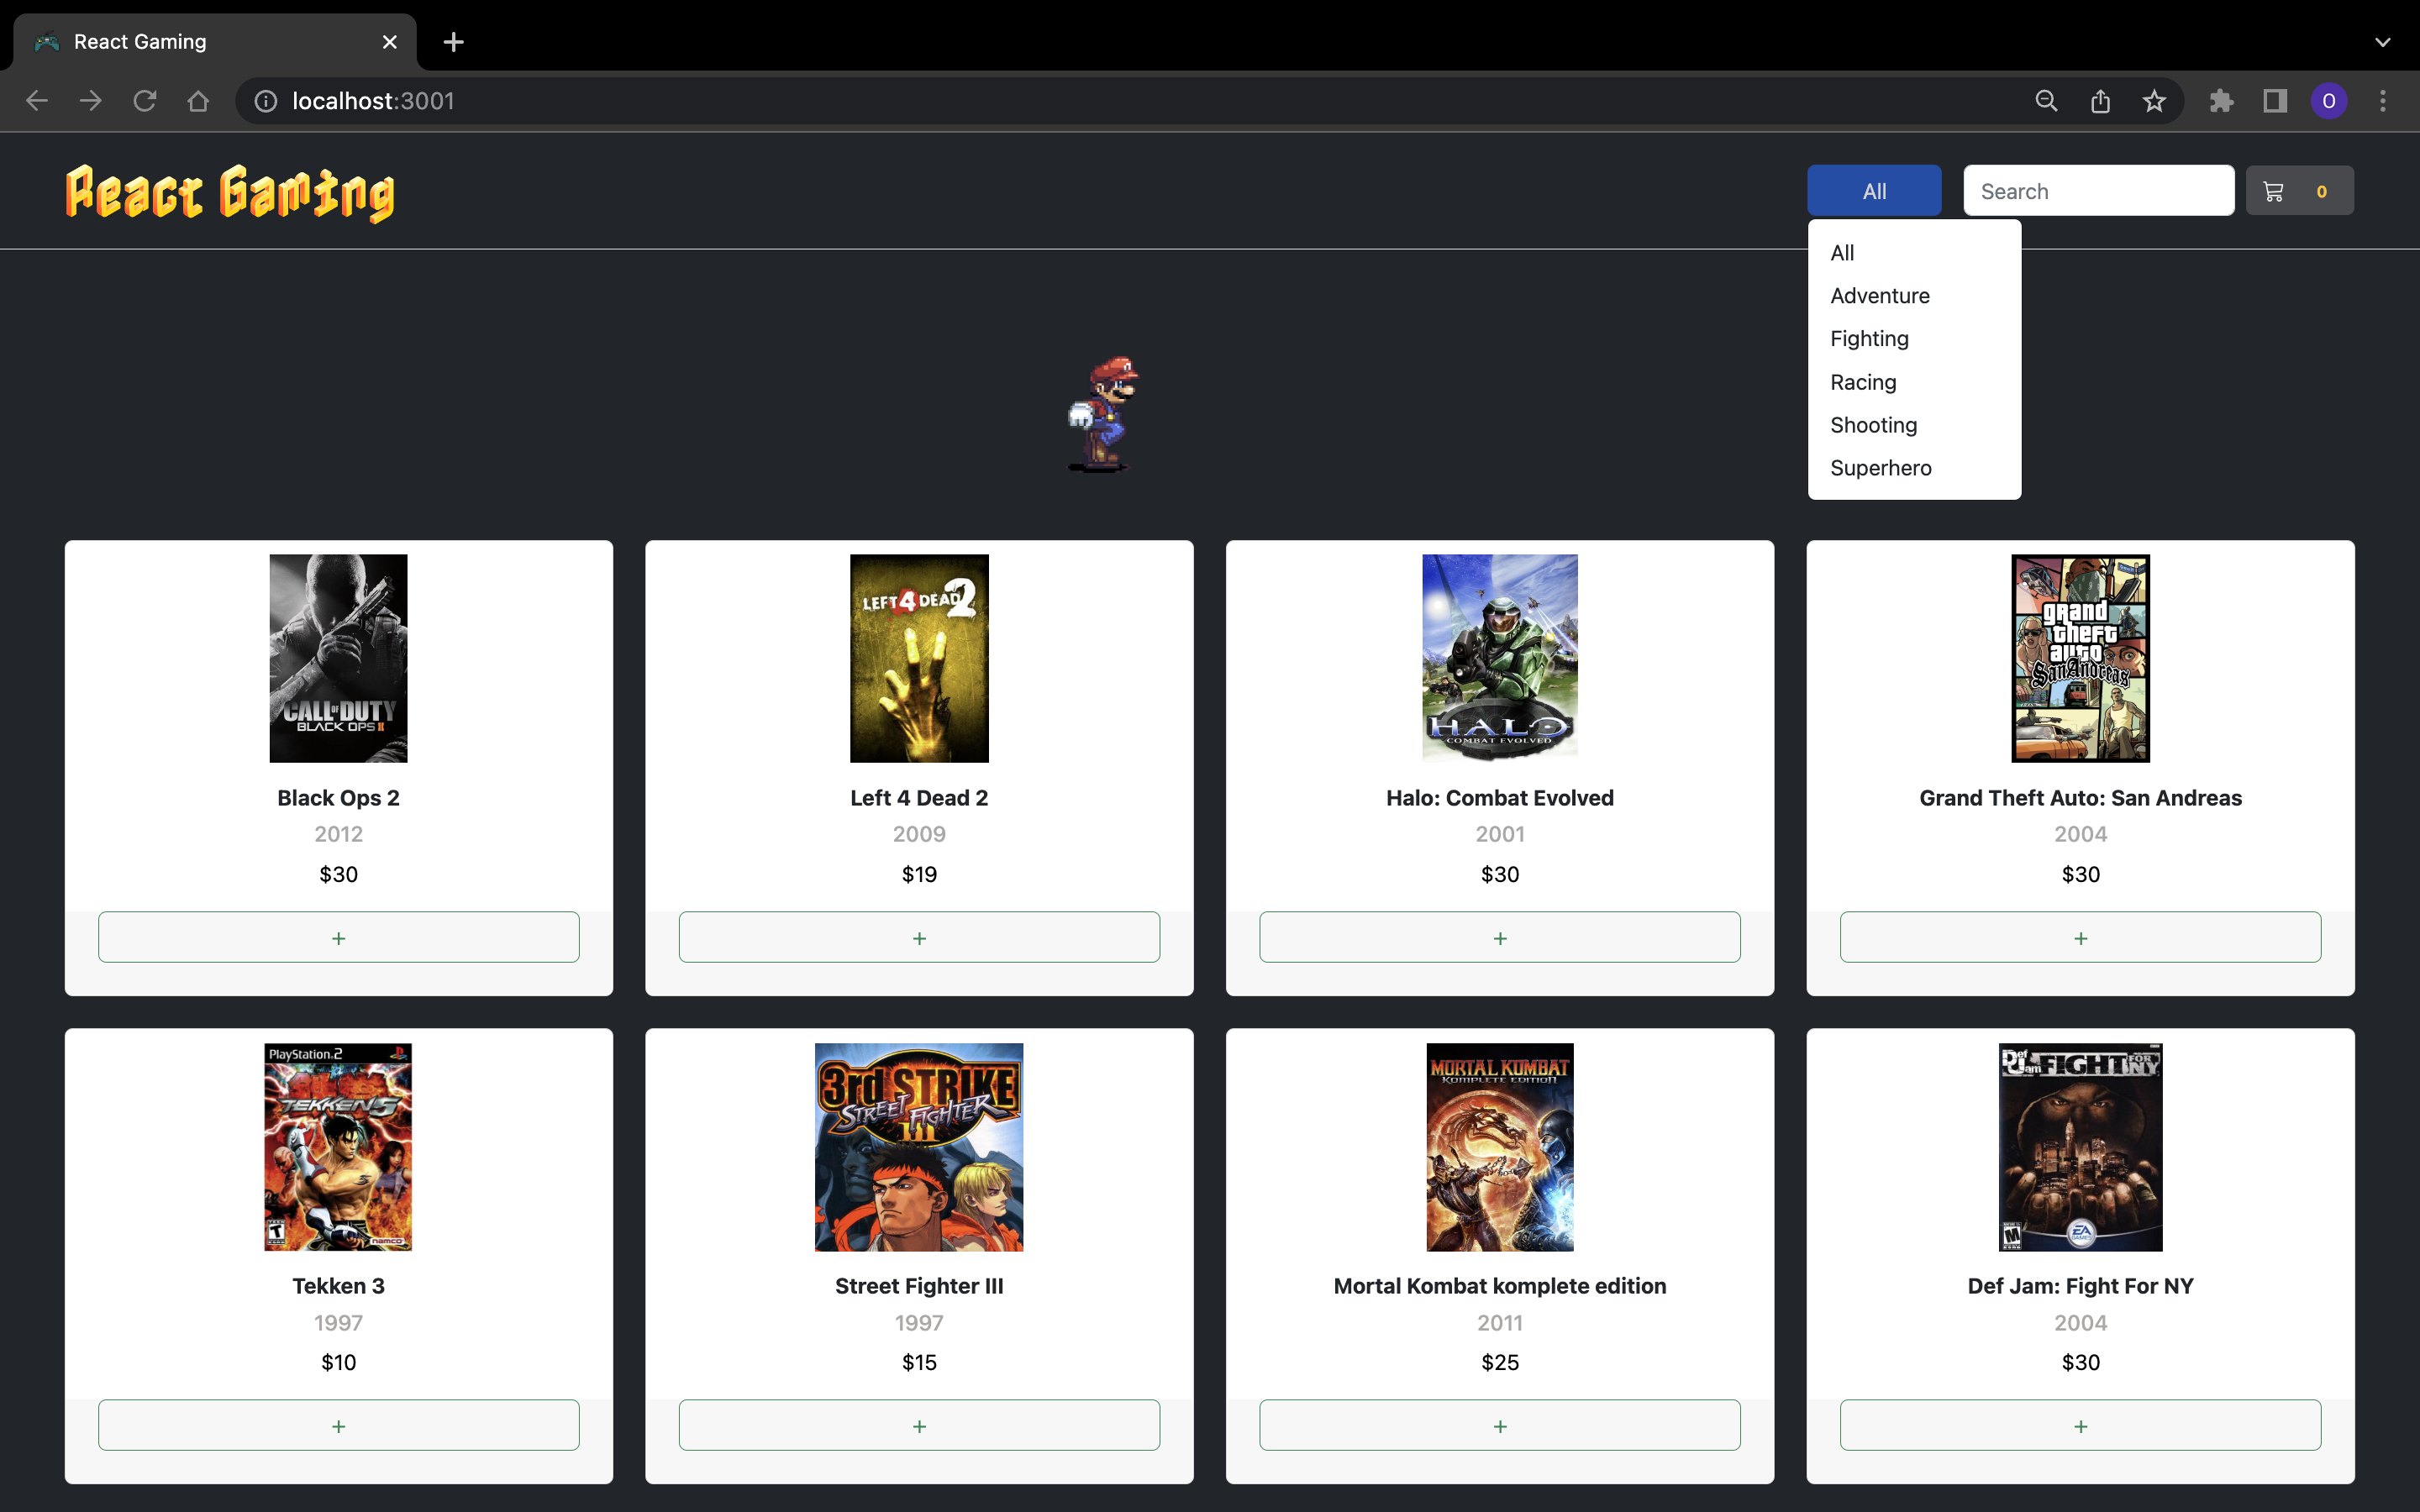 React Gaming
localhost:3001
O
React Gaming
All
Search
0
All
Adventure
Fighting
Racing
Shooting
Superhero
CALL OF DUTY
BLACK OPS II
LEFT 4 DEAD 2
HALO
COMBAT EVOLVED
grand
theft
auto
San Andreas
Black Ops 2
Left 4 Dead 2
Halo: Combat Evolved
Grand Theft Auto: San Andreas
2012
2009
2001
2004
$30
$19
$30
$30
+
+
+
+
PlayStation.2
TEKKEN 5
T
namco
3rd STRIKE
STREET FIGHTER
III
MORTAL KOMBAT
KOMPLETE EDITION
Def Jam FIGHT FOR NY
M
EA
GAMES
Tekken 3
Street Fighter III
Mortal Kombat komplete edition
Def Jam: Fight For NY
1997
1997
2011
2004
$10
$15
$25
$30
+
+
+
+